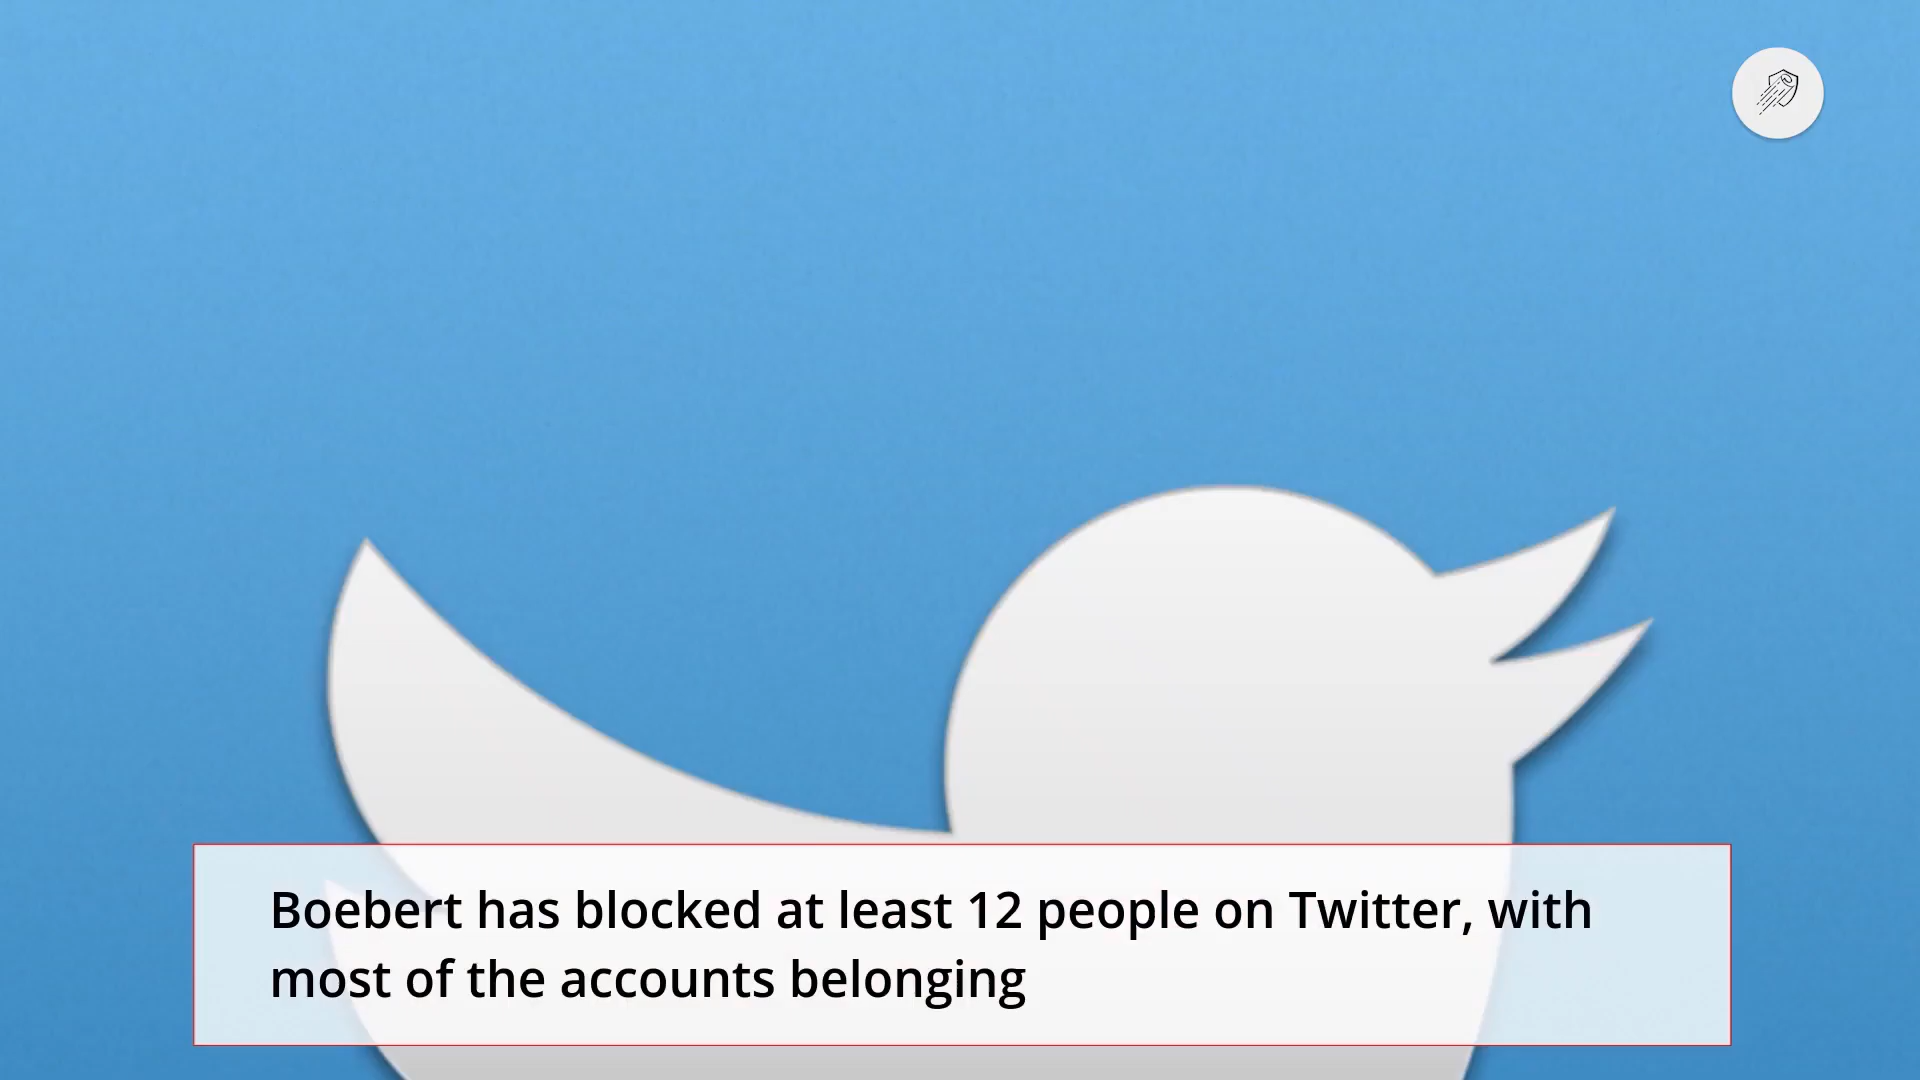 Boebert has blocked at least 12 people on Twitter, with
most of the accounts belonging